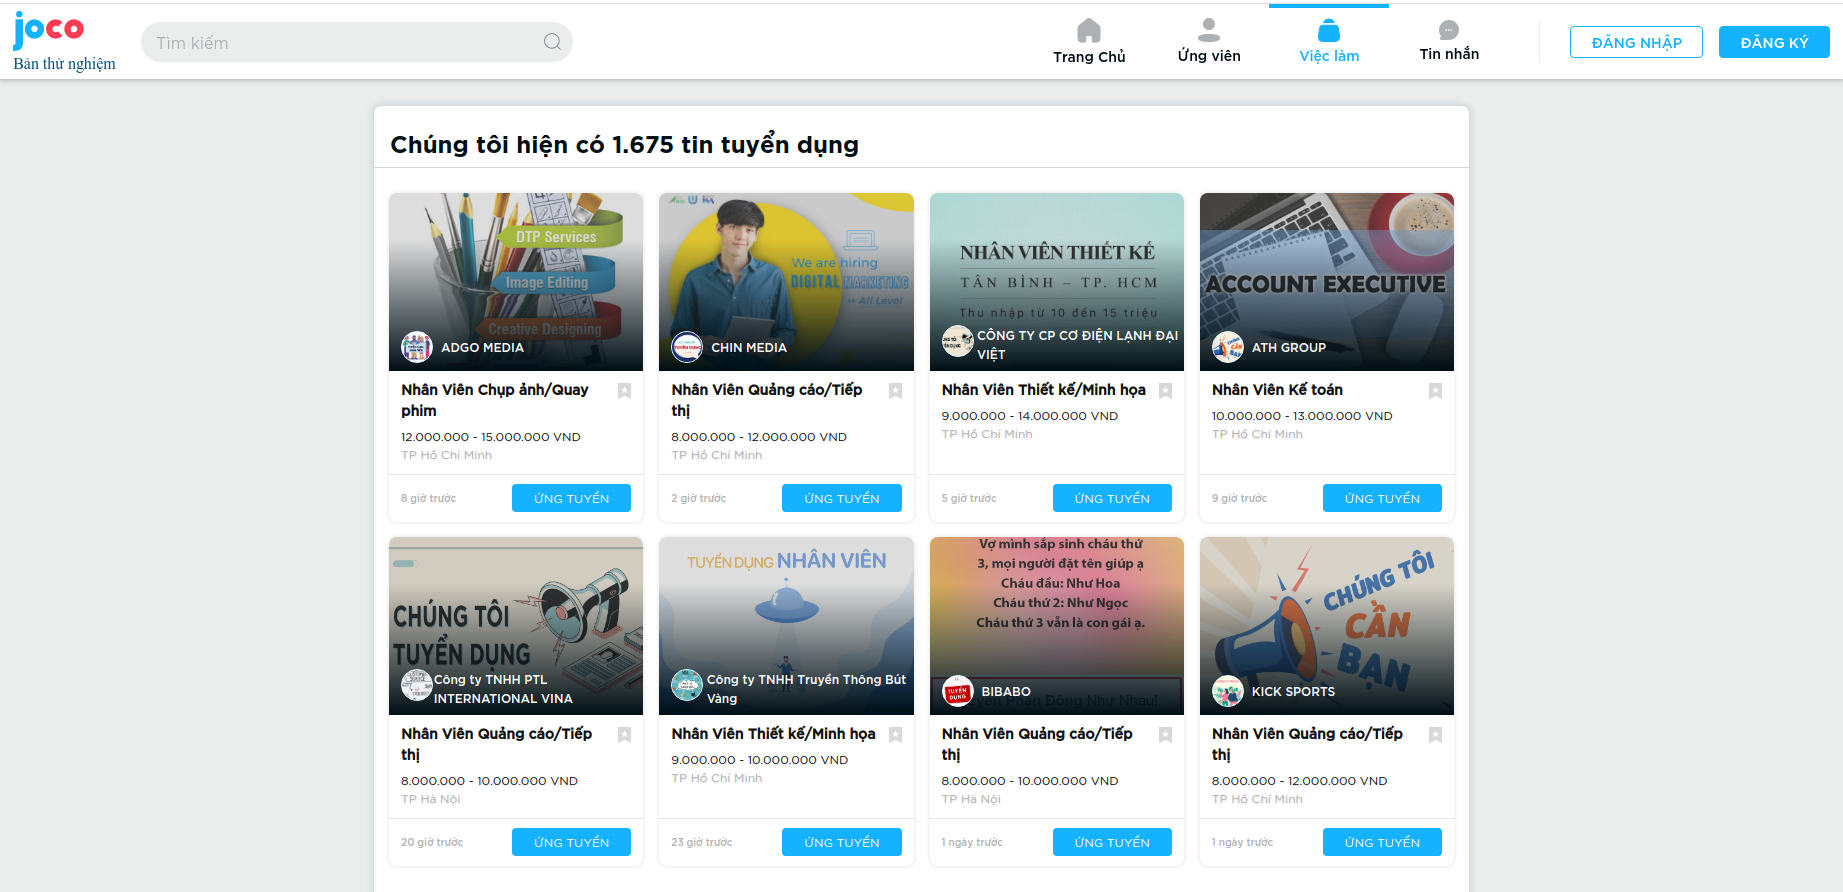 joco
Bản thử nghiệm
Tìm kiếm
Trang Chủ
Ứng viên
Việc làm
Tin nhắn
ĐĂNG NHẬP
ĐĂNG KÝ
Chúng tôi hiện có 1.675 tin tuyển dụng
DTP Services
Image Editing
Creative Designing
ADGO MEDIA
Nhân Viên Chụp ảnh/Quay
phim
12.000.000 - 15.000.000 VND
TP Hồ Chí Minh
8 giờ trước
ỨNG TUYỂN
We are hiring
DIGITAL MARKETING
›› All Level
CHIN MEDIA
Nhân Viên Quảng cáo/Tiếp
thị
8.000.000 - 12.000.000 VND
TP Hồ Chí Minh
2 giờ trước
ỨNG TUYỂN
NHÂN VIÊN THIẾT KẾ
TÂN BÌNH – TP. HCM
Thu nhập từ 10 đến 15 triệu
CÔNG TY CP CƠ ĐIỆN LẠNH ĐẠI
VIỆT
Nhân Viên Thiết kế/Minh họa
9.000.000 - 14.000.000 VND
TP Hồ Chí Minh
5 giờ trước
ỨNG TUYỂN
ACCOUNT EXECUTIVE
ATH GROUP
Nhân Viên Kế toán
10.000.000 - 13.000.000 VND
TP Hồ Chí Minh
9 giờ trước
ỨNG TUYỂN
CHÚNG TÔI
TUYỂN DỤNG
Công ty TNHH PTL
INTERNATIONAL VINA
Nhân Viên Quảng cáo/Tiếp
thị
8.000.000 - 10.000.000 VND
TP Hà Nội
20 giờ trước
ỨNG TUYỂN
TUYỂN DỤNG NHÂN VIÊN
Công ty TNHH Truyền Thông Bút
Vàng
Nhân Viên Thiết kế/Minh họa
9.000.000 - 10.000.000 VND
TP Hồ Chí Minh
23 giờ trước
ỨNG TUYỂN
Vợ mình sắp sinh cháu thứ
3, mọi người đặt tên giúp ạ
Cháu đầu: Như Hoa
Cháu thứ 2: Như Ngọc
Cháu thứ 3 vẫn là con gái ạ.
Phan Đông Như Nhau!
TUYỂN
DỤNG
BIBABO
Nhân Viên Quảng cáo/Tiếp
thị
8.000.000 - 10.000.000 VND
TP Hà Nội
1 ngày trước
ỨNG TUYỂN
CHÚNG TÔI
CẦN
BẠN
KICK SPORTS
Nhân Viên Quảng cáo/Tiếp
thị
8.000.000 - 12.000.000 VND
TP Hồ Chí Minh
1 ngày trước
ỨNG TUYỂN